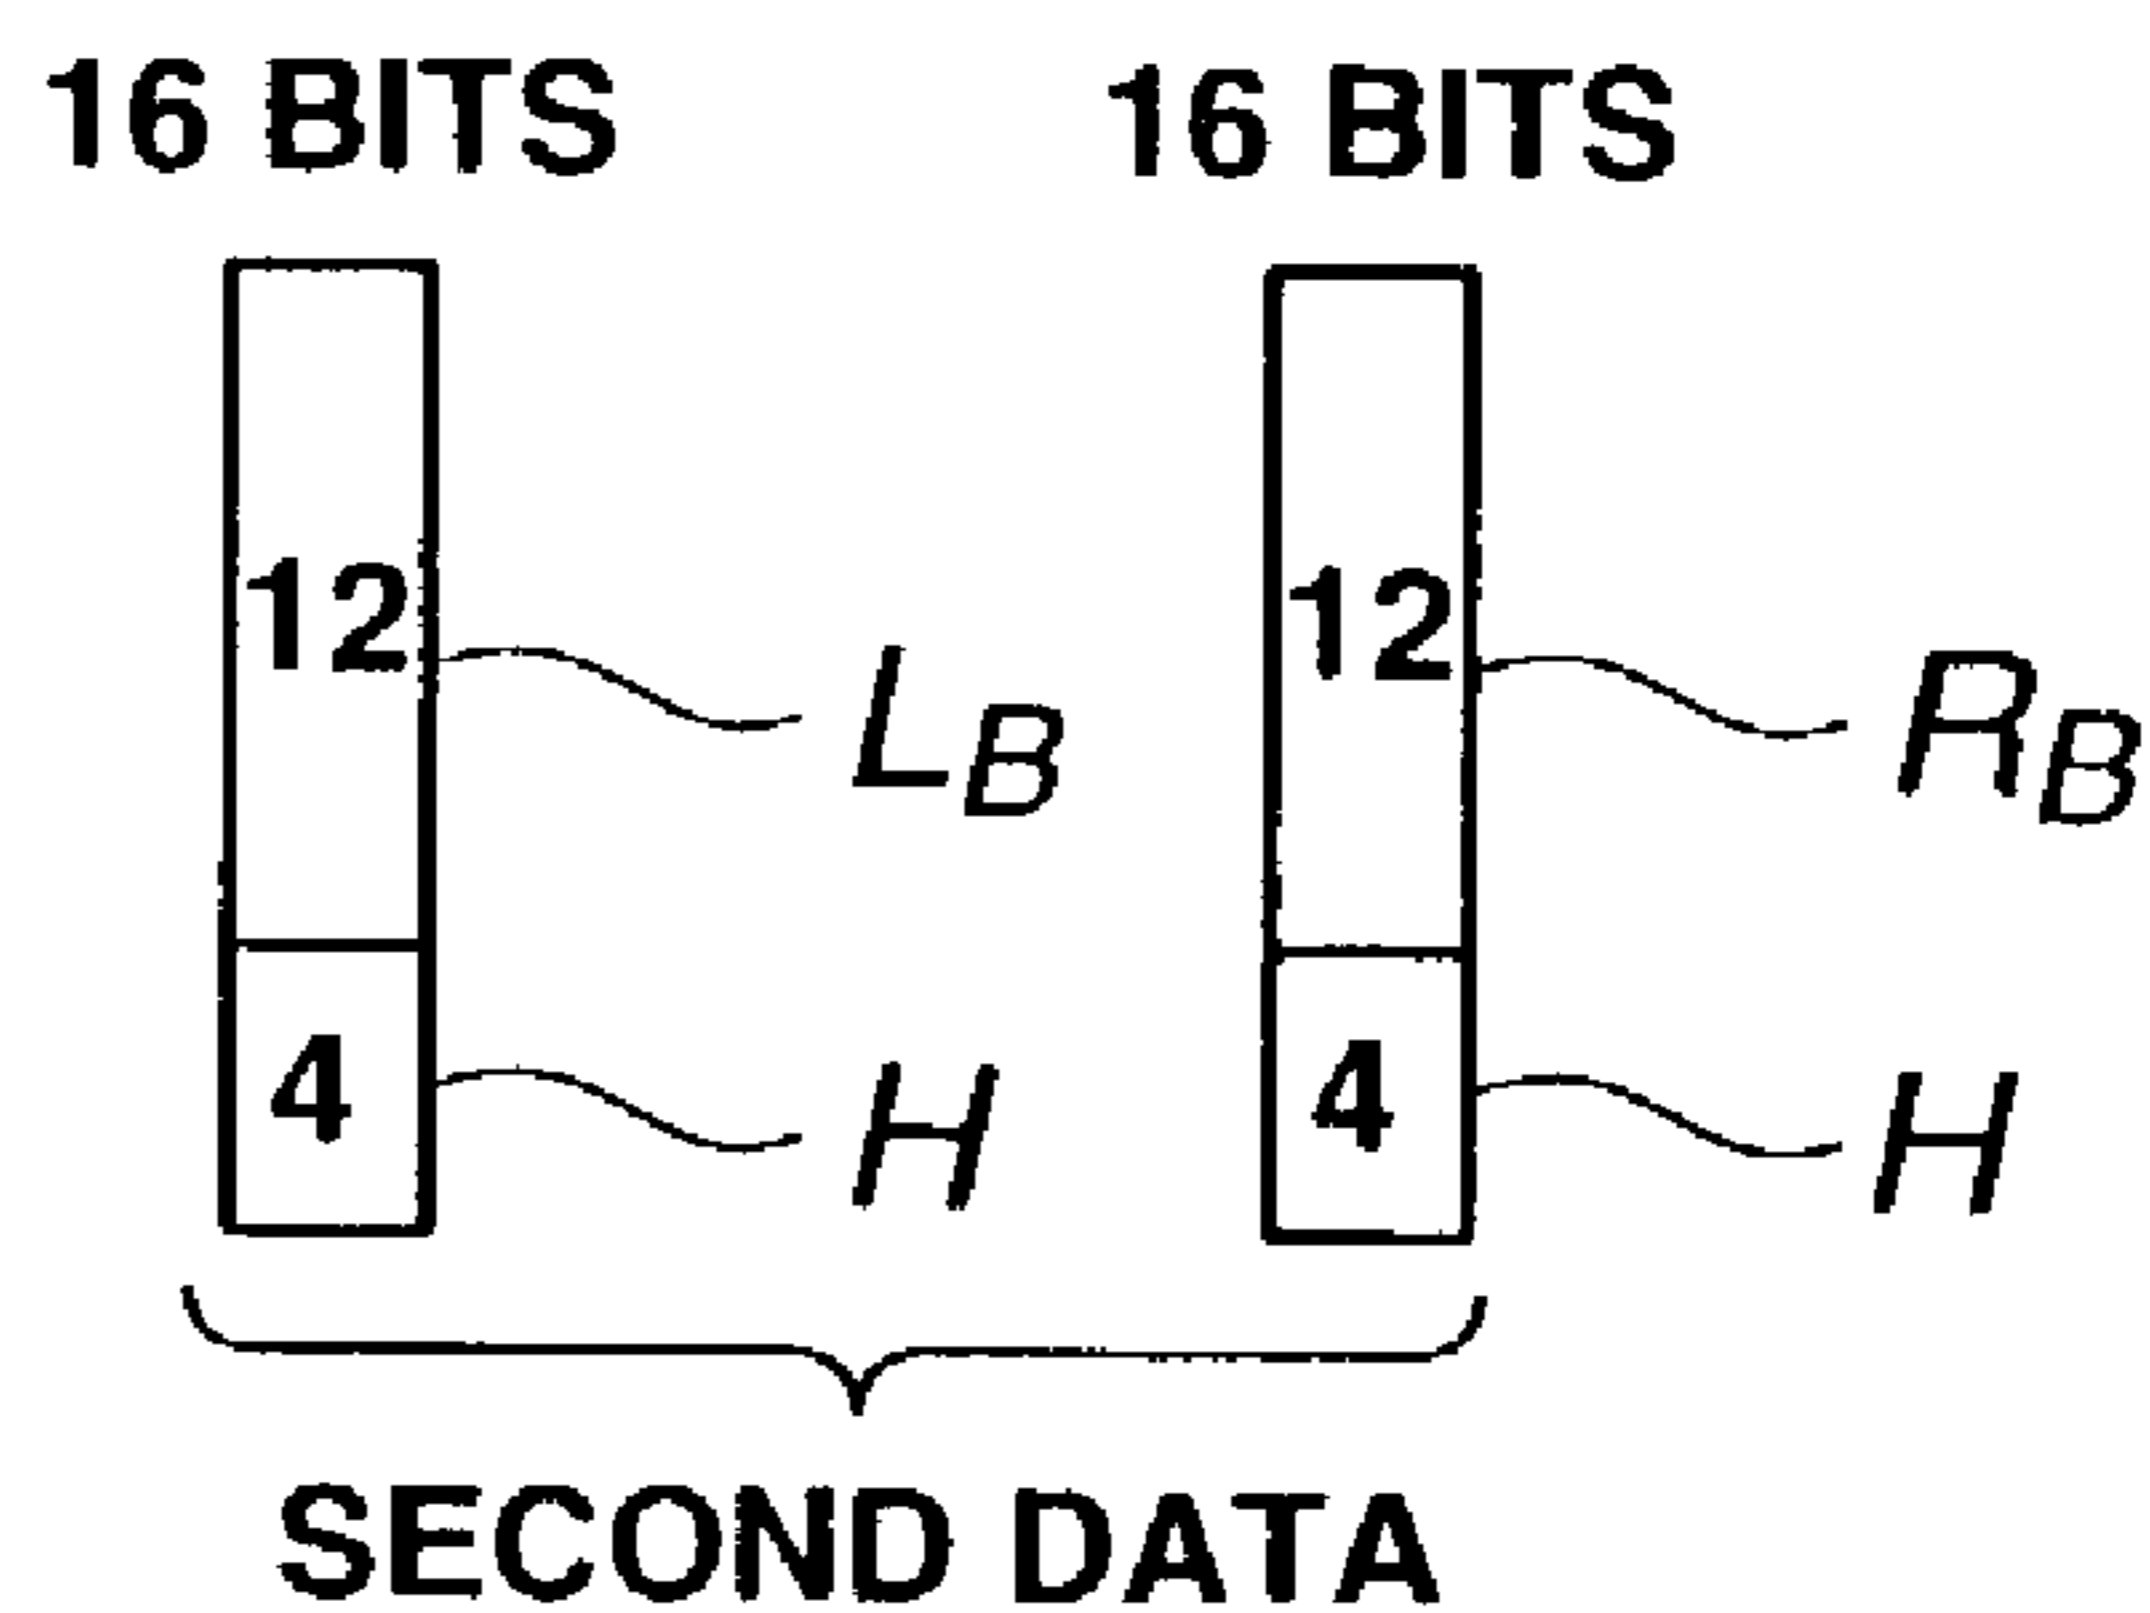 16 BITS 16 BITS
12 12
L_B R_B
4 4
H H
SECOND DATA